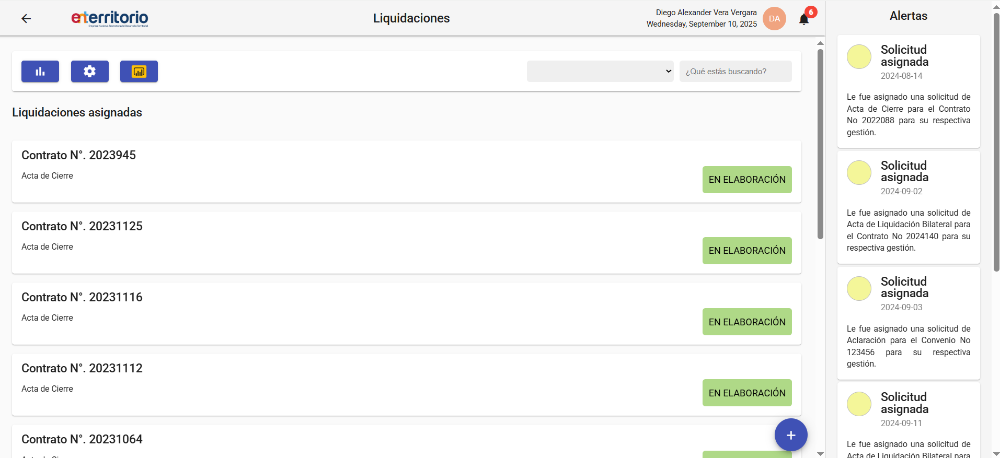 enterritorio
Empresa Nacional Promotora del Desarrollo Territorial
Liquidaciones
Diego Alexander Vera Vergara
Wednesday, September 10, 2025
DA
6
¿Qué estás buscando?
Liquidaciones asignadas
Contrato N°. 2023945
Acta de Cierre
EN ELABORACIÓN
Contrato N°. 20231125
Acta de Cierre
EN ELABORACIÓN
Contrato N°. 20231116
Acta de Cierre
EN ELABORACIÓN
Contrato N°. 20231112
Acta de Cierre
EN ELABORACIÓN
Contrato N°. 20231064
Alertas
Solicitud
asignada
2024-08-14
Le fue asignado una solicitud de
Acta de Cierre para el Contrato
No 2022088 para su respectiva
gestión.
Solicitud
asignada
2024-09-02
Le fue asignado una solicitud de
Acta de Liquidación Bilateral para
el Contrato No 2024140 para su
respectiva gestión.
Solicitud
asignada
2024-09-03
Le fue asignado una solicitud de
Aclaración para el Convenio No
123456 para su respectiva
gestión.
Solicitud
asignada
2024-09-11
Le fue asignado una solicitud de
Acta de Liquidación Bilateral para